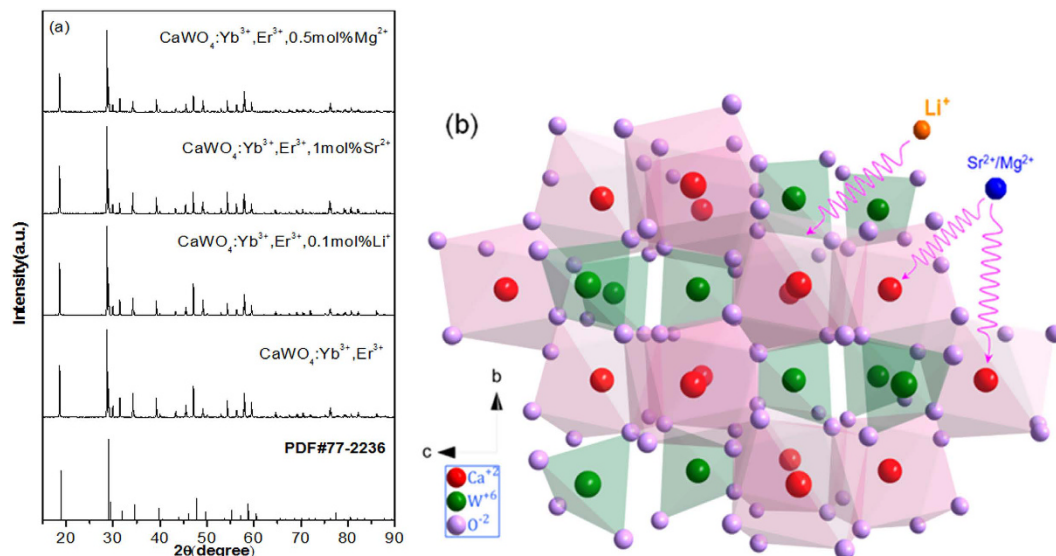 (a)
CaWO₄:Yb³⁺,Er³⁺,0.5mol%Mg²⁺
CaWO₄:Yb³⁺,Er³⁺,1mol%Sr²⁺
CaWO₄:Yb³⁺,Er³⁺,0.1mol%Li⁺
CaWO₄:Yb³⁺,Er³⁺
PDF#77-2236
Intensity(a.u.)
20 30 40 50 60 70 80 90
2θ(degree)
(b)
Li⁺
Sr²⁺/Mg²⁺
b
c
Ca⁺²
W⁺⁶
O⁻²